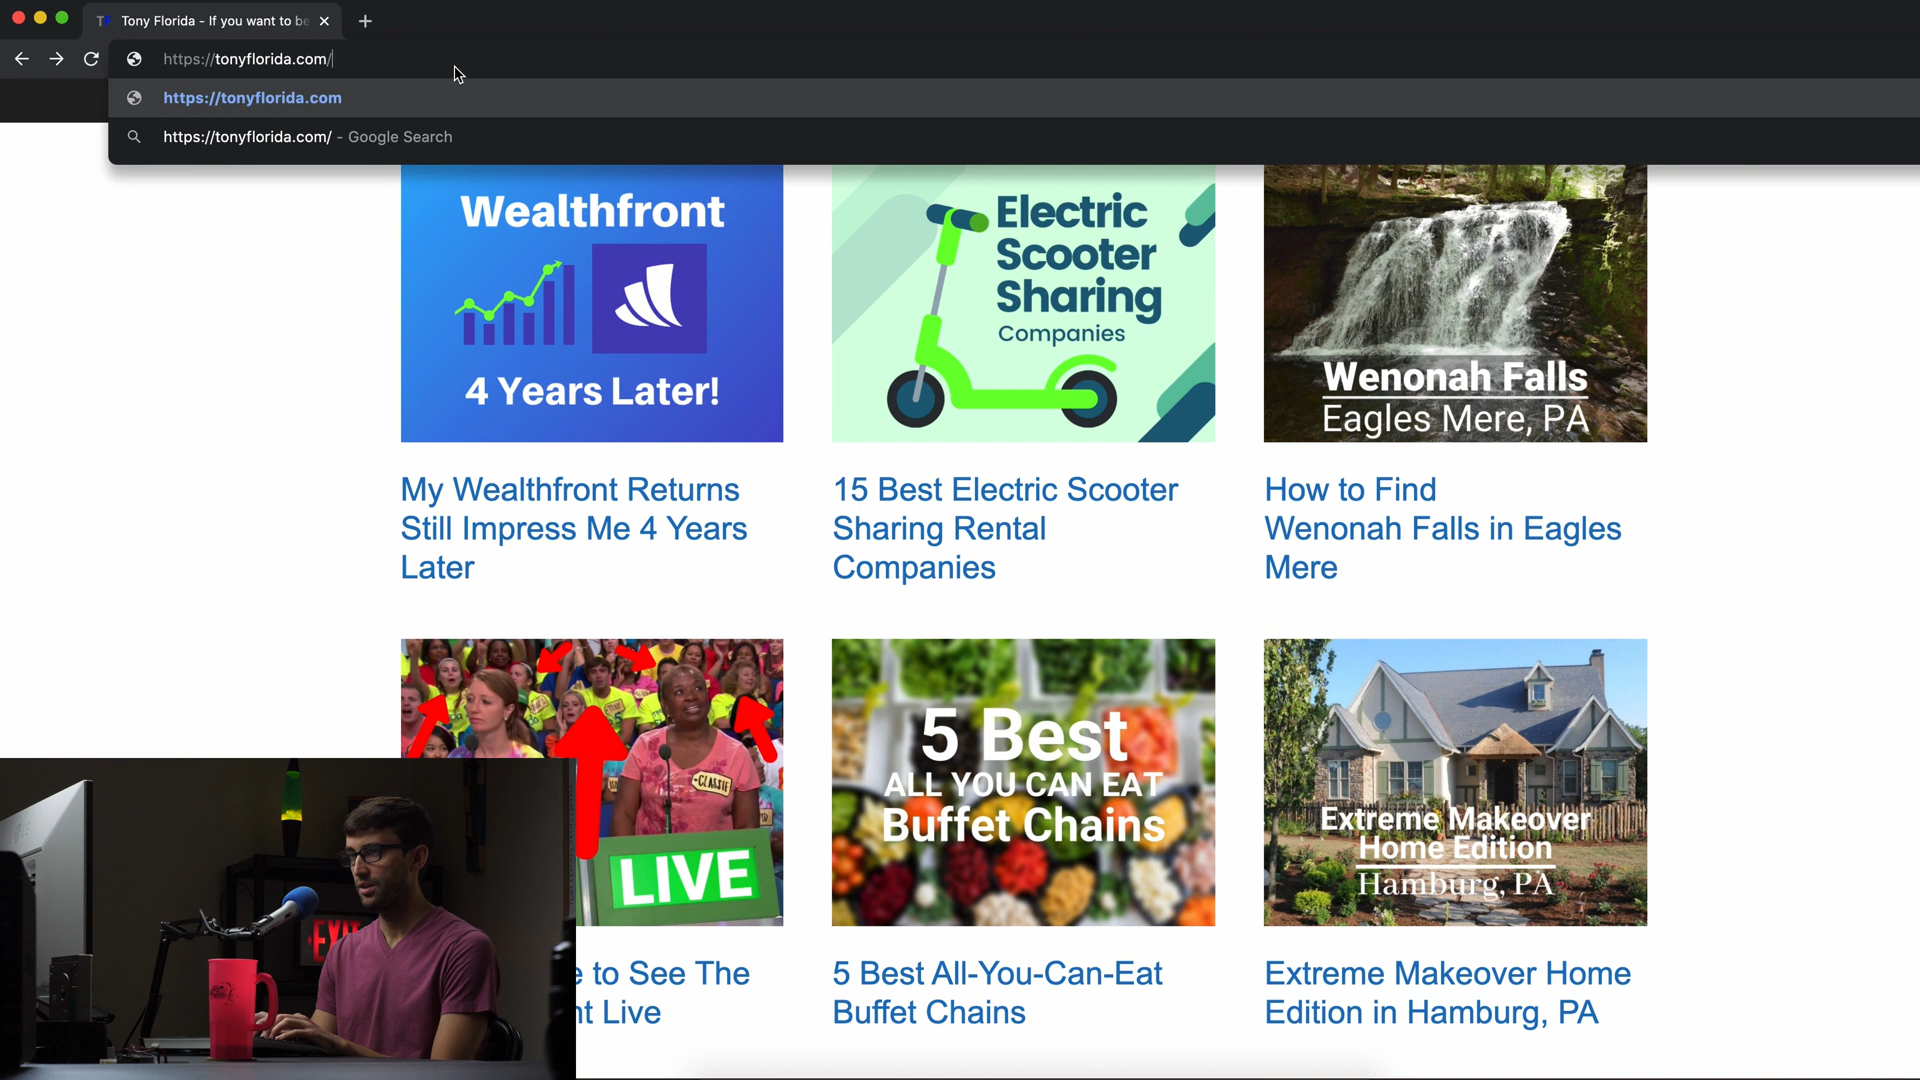 TF Tony Florida - If you want to be
https://tonyflorida.com/
https://tonyflorida.com
https://tonyflorida.com/ - Google Search
Wealthfront
4 Years Later!
Electric
Scooter
Sharing
Companies
Wenonah Falls
Eagles Mere, PA
My Wealthfront Returns
Still Impress Me 4 Years
Later
15 Best Electric Scooter
Sharing Rental
Companies
How to Find
Wenonah Falls in Eagles
Mere
CLASSIE
LIVE
5 Best
ALL YOU CAN EAT
Buffet Chains
Extreme Makeover
Home Edition
Hamburg, PA
e to See The
nt Live
5 Best All-You-Can-Eat
Buffet Chains
Extreme Makeover Home
Edition in Hamburg, PA
EXI